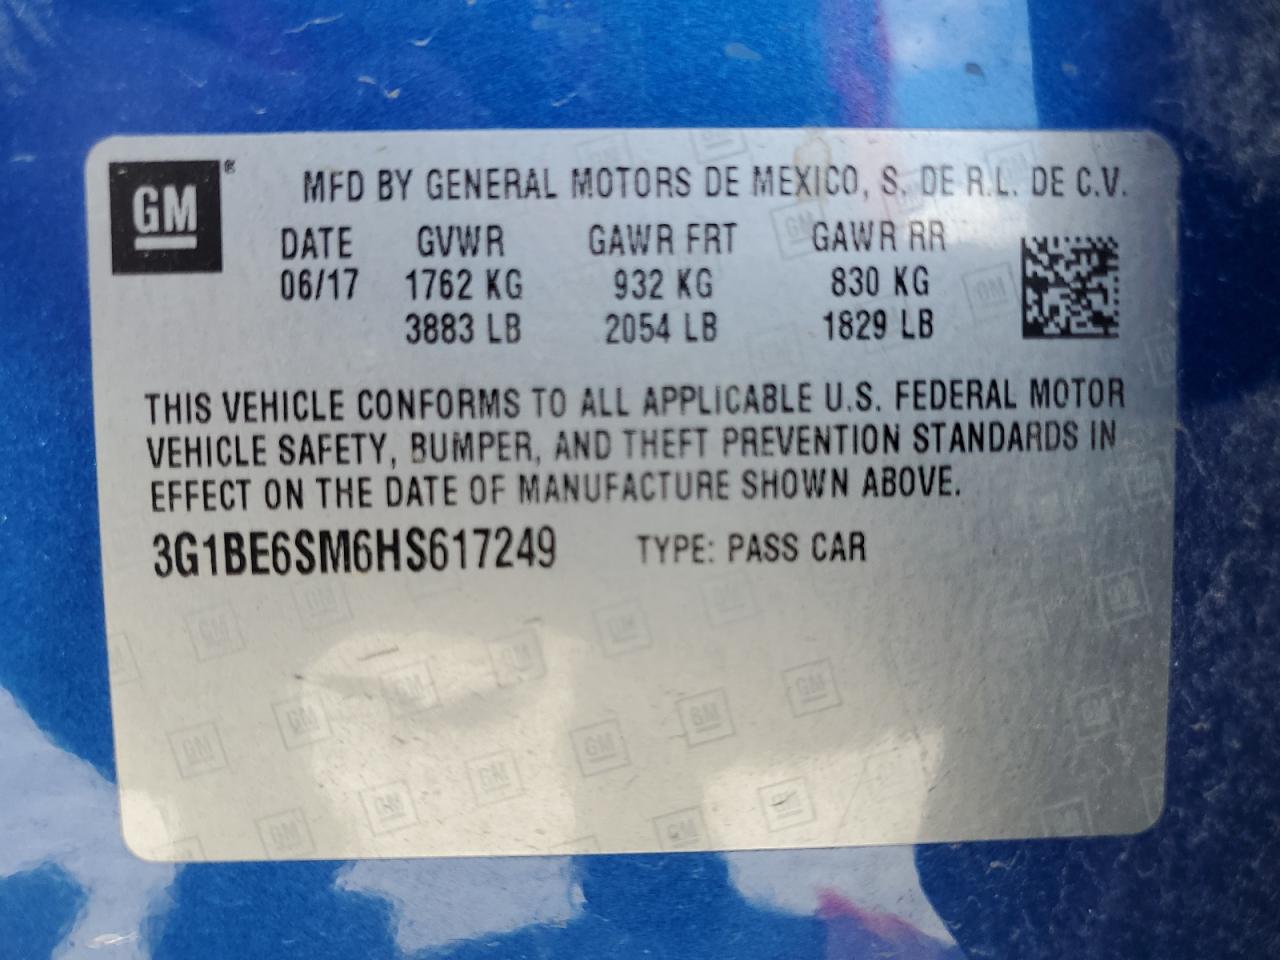 GM®
MFD BY GENERAL MOTORS DE MEXICO, S. DE R.L. DE C.V.
DATE GVWR GAWR FRT GAWR RR
06/17 1762 KG 932 KG 830 KG
3883 LB 2054 LB 1829 LB
THIS VEHICLE CONFORMS TO ALL APPLICABLE U.S. FEDERAL MOTOR
VEHICLE SAFETY, BUMPER, AND THEFT PREVENTION STANDARDS IN
EFFECT ON THE DATE OF MANUFACTURE SHOWN ABOVE.
3G1BE6SM6HS617249 TYPE: PASS CAR